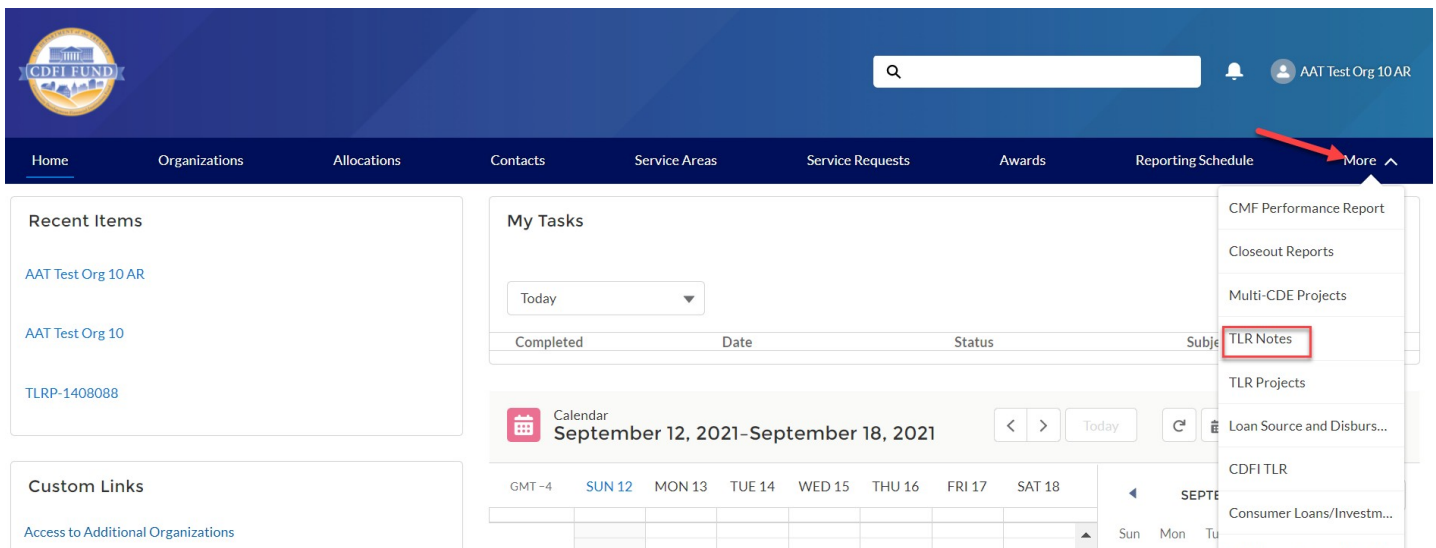 CDFI FUND
AAT Test Org 10 AR
Home Organizations Allocations Contacts Service Areas Service Requests Awards Reporting Schedule More
CMF Performance Report
Closeout Reports
Multi-CDE Projects
TLR Notes
TLR Projects
Loan Source and Disburs...
CDFI TLR
Consumer Loans/Investm...
Recent Items
AAT Test Org 10 AR
AAT Test Org 10
TLRP-1408088
Custom Links
Access to Additional Organizations
My Tasks
Today
Completed Date Status Subje
Calendar
September 12, 2021–September 18, 2021
Today
GMT -4 SUN 12 MON 13 TUE 14 WED 15 THU 16 FRI 17 SAT 18
SEPTE
Sun Mon Tu